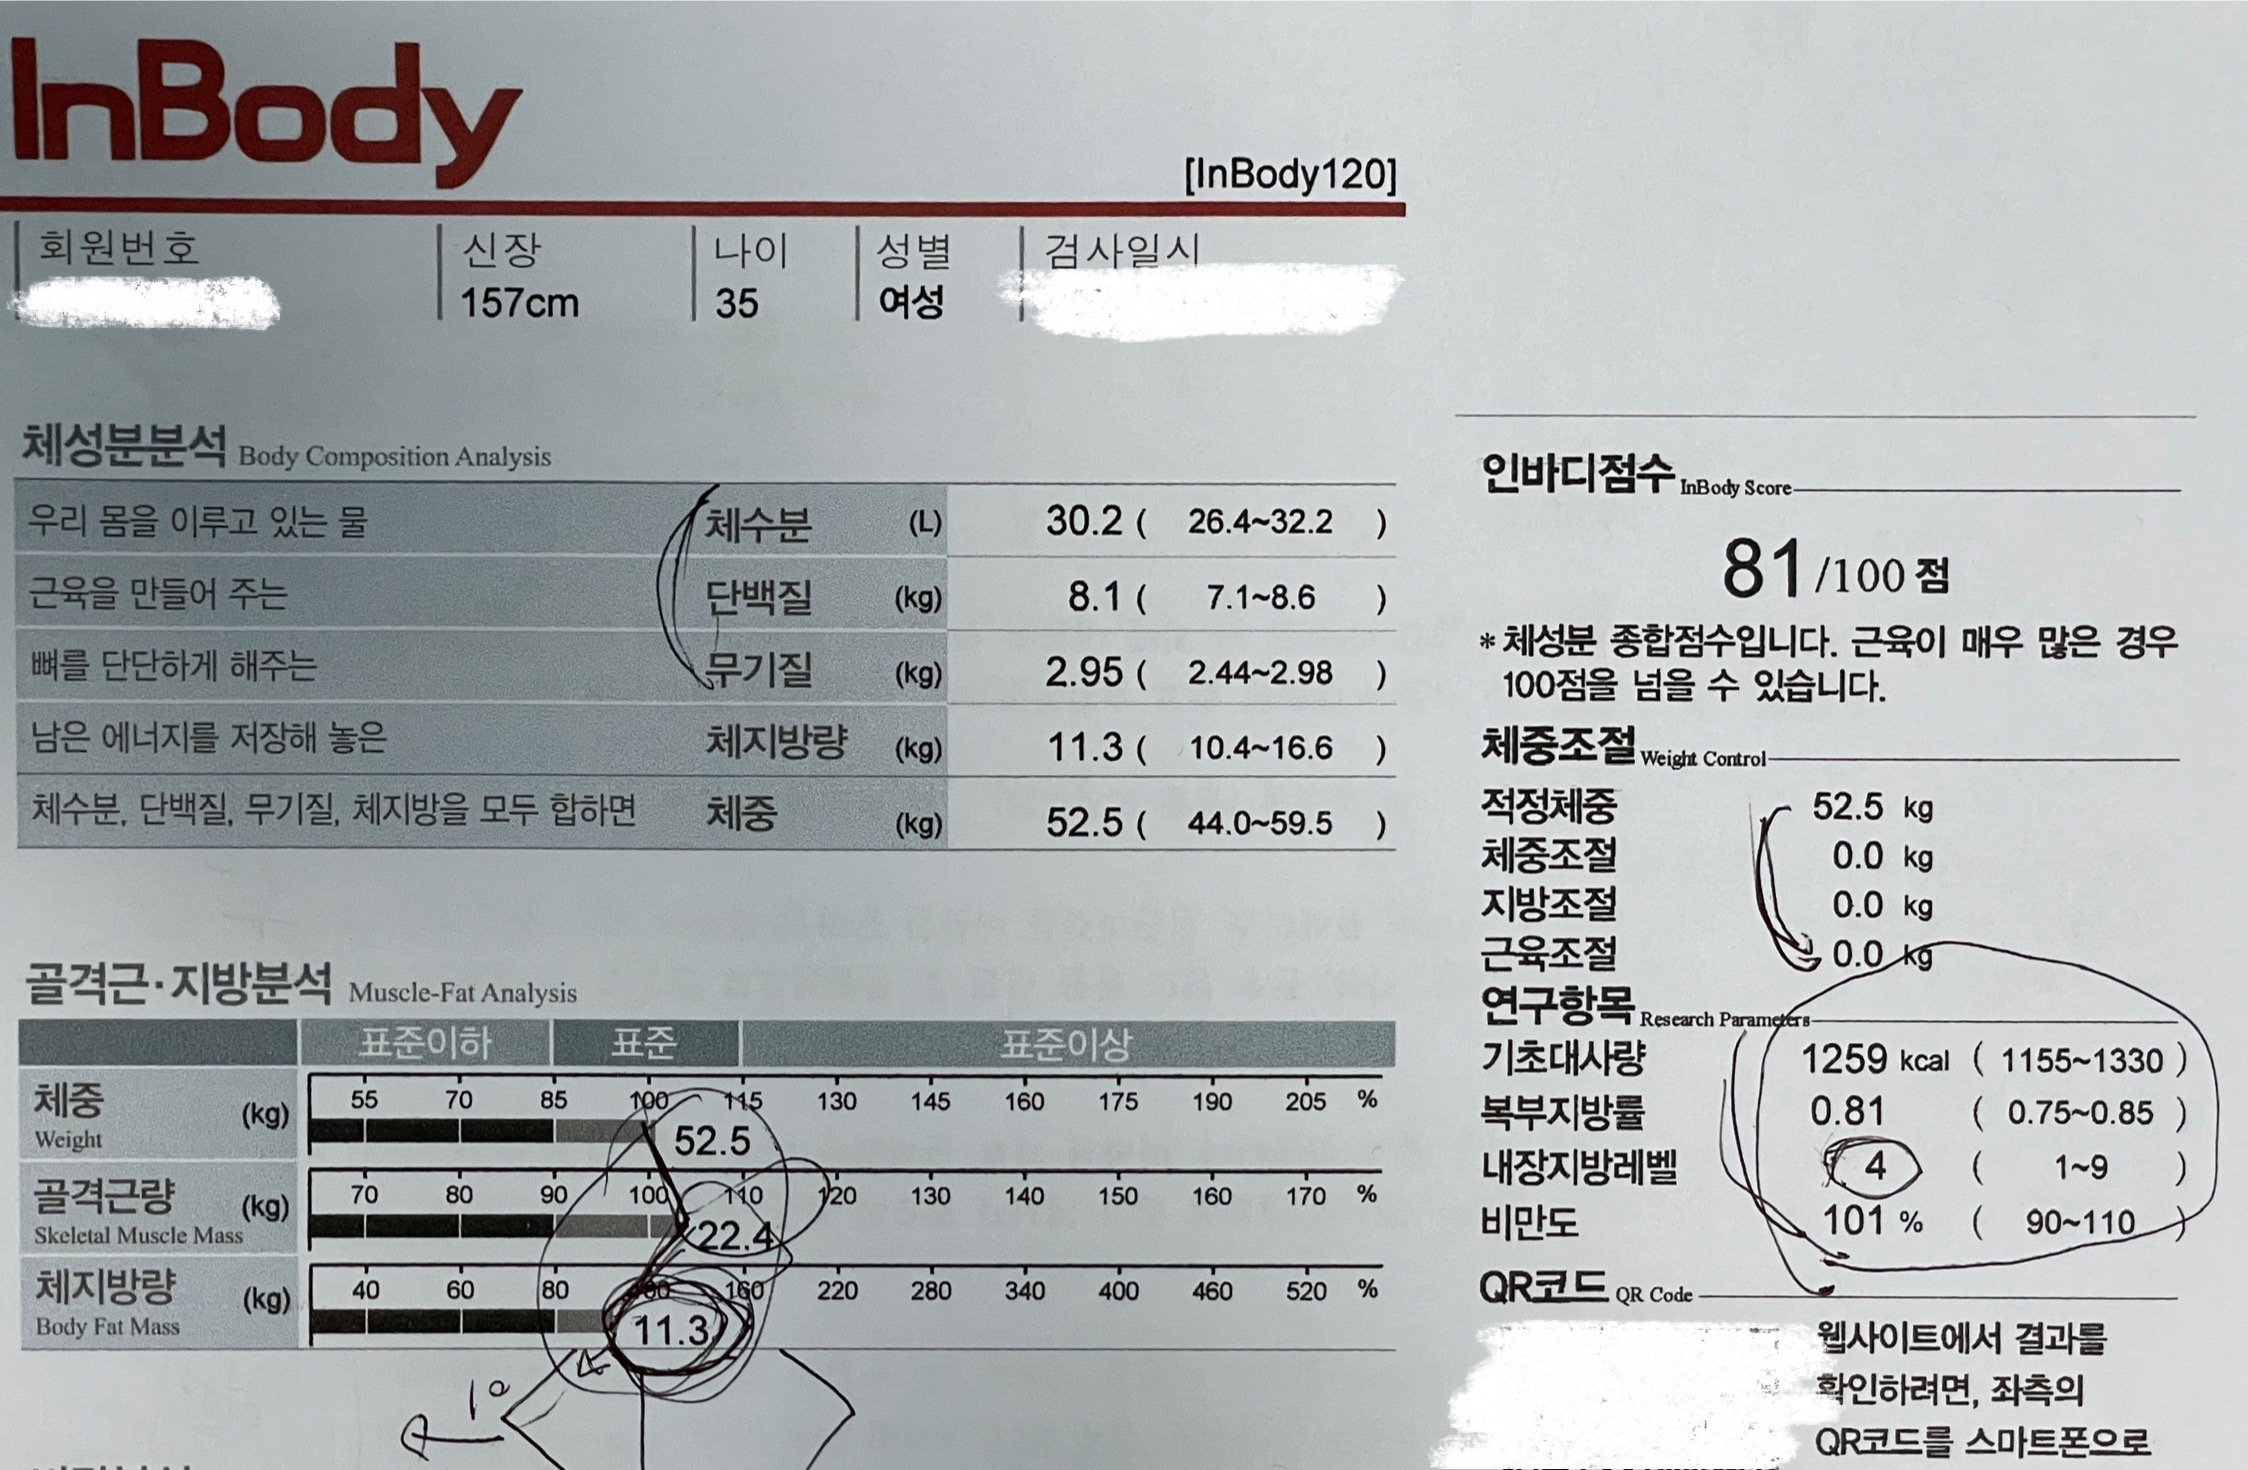 InBody
[InBody120]
회원번호 신장 나이 성별 검사일시
157cm 35 여성
체성분분석 Body Composition Analysis
우리 몸을 이루고 있는 물 체수분 (L) 30.2 ( 26.4~32.2 )
근육을 만들어 주는 단백질 (kg) 8.1 ( 7.1~8.6 )
뼈를 단단하게 해주는 무기질 (kg) 2.95 ( 2.44~2.98 )
남은 에너지를 저장해 놓은 체지방량 (kg) 11.3 ( 10.4~16.6 )
체수분, 단백질, 무기질, 체지방을 모두 합하면 체중 (kg) 52.5 ( 44.0~59.5 )
골격근·지방분석 Muscle-Fat Analysis
표준이하 표준 표준이상
체중 (kg) 55 70 85 100 115 130 145 160 175 190 205 %
Weight 52.5
골격근량 (kg) 70 80 90 100 110 120 130 140 150 160 170 %
Skeletal Muscle Mass 22.4
체지방량 (kg) 40 60 80 100 160 220 280 340 400 460 520 %
Body Fat Mass 11.3
10
인바디점수 InBody Score
81/100 점
* 체성분 종합점수입니다. 근육이 매우 많은 경우
100점을 넘을 수 있습니다.
체중조절 Weight Control
적정체중 52.5 kg
체중조절 0.0 kg
지방조절 0.0 kg
근육조절 0.0 kg
연구항목 Research Parameters
기초대사량 1259 kcal ( 1155~1330 )
복부지방률 0.81 ( 0.75~0.85 )
내장지방레벨 4 ( 1~9 )
비만도 101 % ( 90~110 )
QR코드 QR Code
웹사이트에서 결과를
확인하려면, 좌측의
QR코드를 스마트폰으로